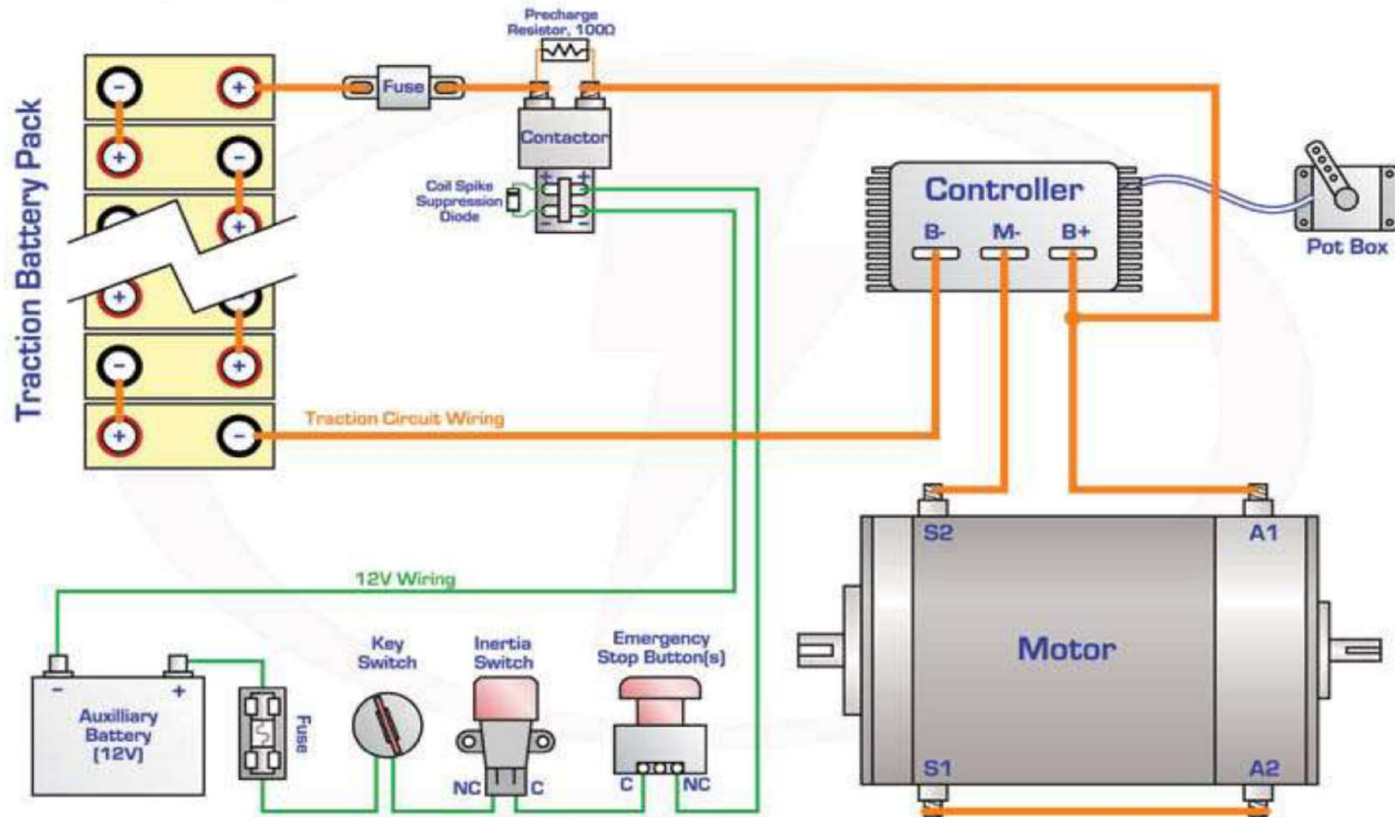 Traction Battery Pack
Precharge
Resistor, 100Ω
-
+
Fuse
Contactor
+
-
Coil Spike
Suppression
Diode
+ +
- -
+
Controller
B- M- B+
Pot Box
+
-
+
+
-
Traction Circuit Wiring
S2
A1
12V Wiring
Motor
Key
Switch
Inertia
Switch
Emergency
Stop Button(s)
- +
Auxilliary
Battery
(12V)
Fuse
NC C
C NC
S1
A2